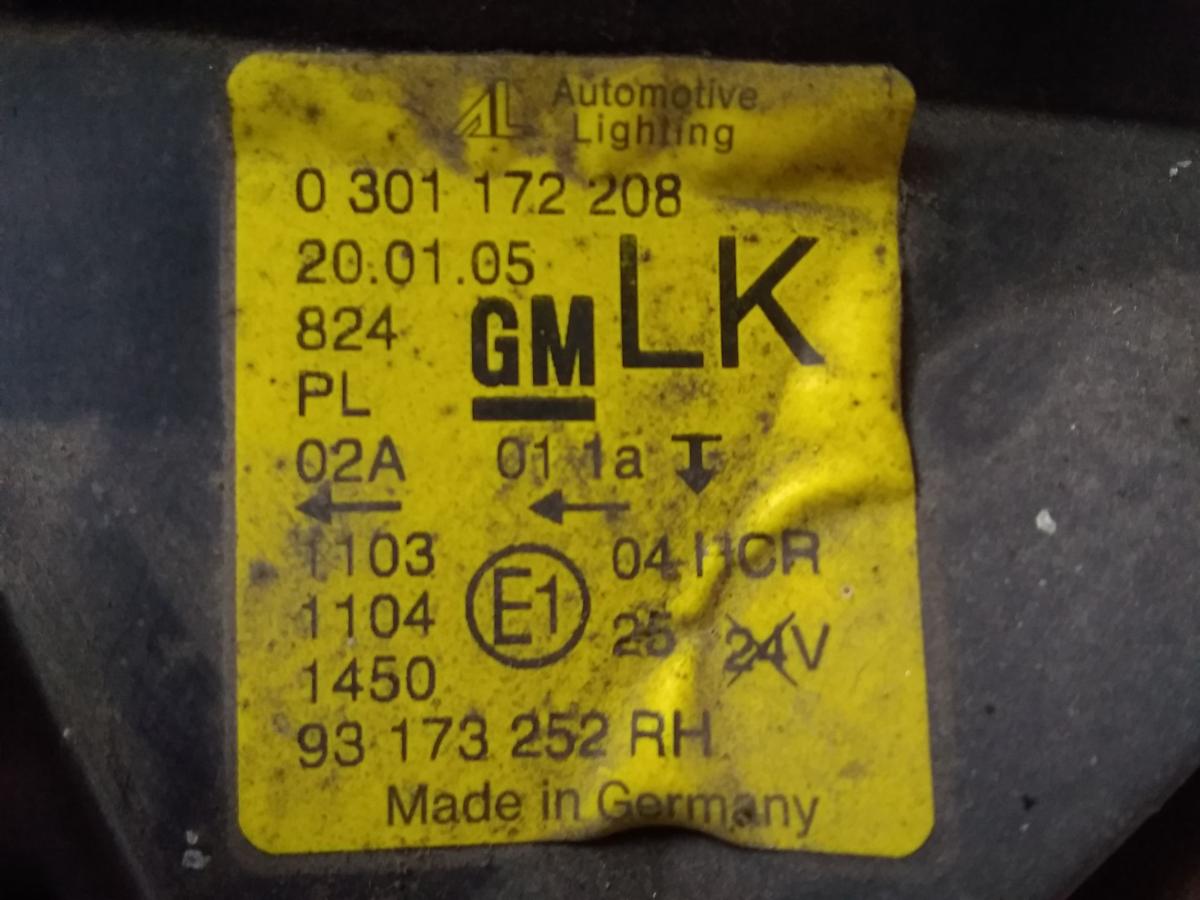 AL Automotive
Lighting
0 301 172 208
20.01.05
LK
824
GM
PL
02A 01 1a
1103
04 HCR
1104
E1
25 24V
1450
93 173 252 RH
Made in Germany